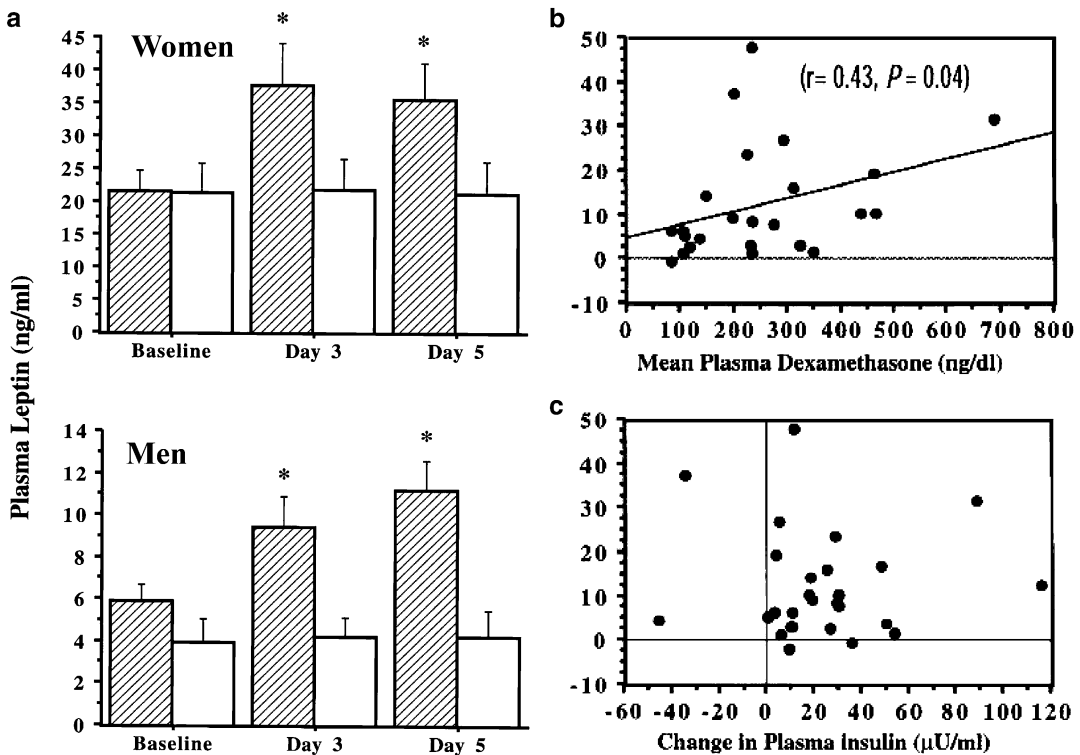 a
Women
*
*
45
40
35
30
25
20
15
10
5
0
Baseline
Day 3
Day 5
Plasma Leptin (ng/ml)
Men
*
*
14
12
10
8
6
4
2
0
Baseline
Day 3
Day 5
b
(r= 0.43, P = 0.04)
50
40
30
20
10
0
-10
0 100 200 300 400 500 600 700 800
Mean Plasma Dexamethasone (ng/dl)
c
50
40
30
20
10
0
-10
-60 -40 -20 0 20 40 60 80 100 120
Change in Plasma insulin (μU/ml)